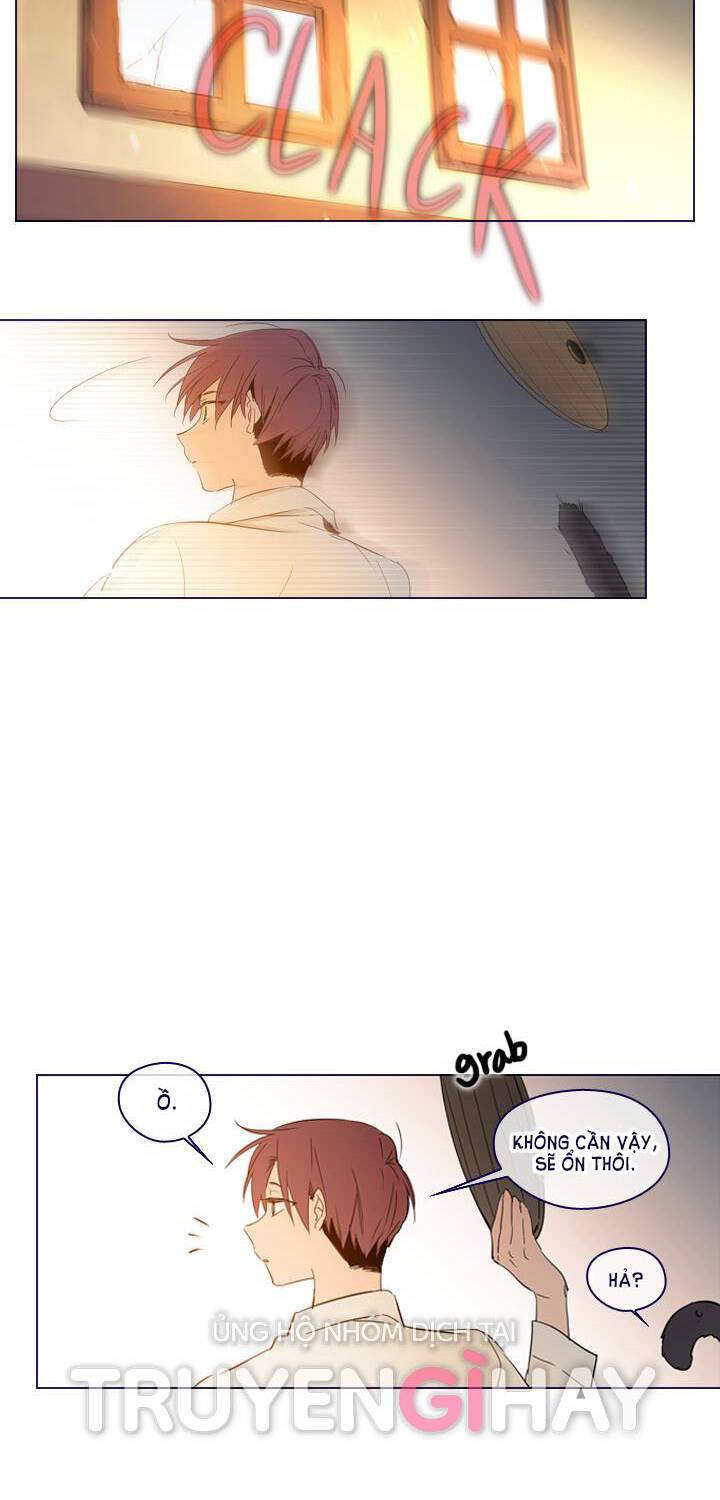 CLACK
grab
Ồ.
KHÔNG CẦN VẬY,
SẼ ỔN THÔI.
HẢ?
ỦNG HỘ NHÓM DỊCH TẠI
TRUYENGIHAY